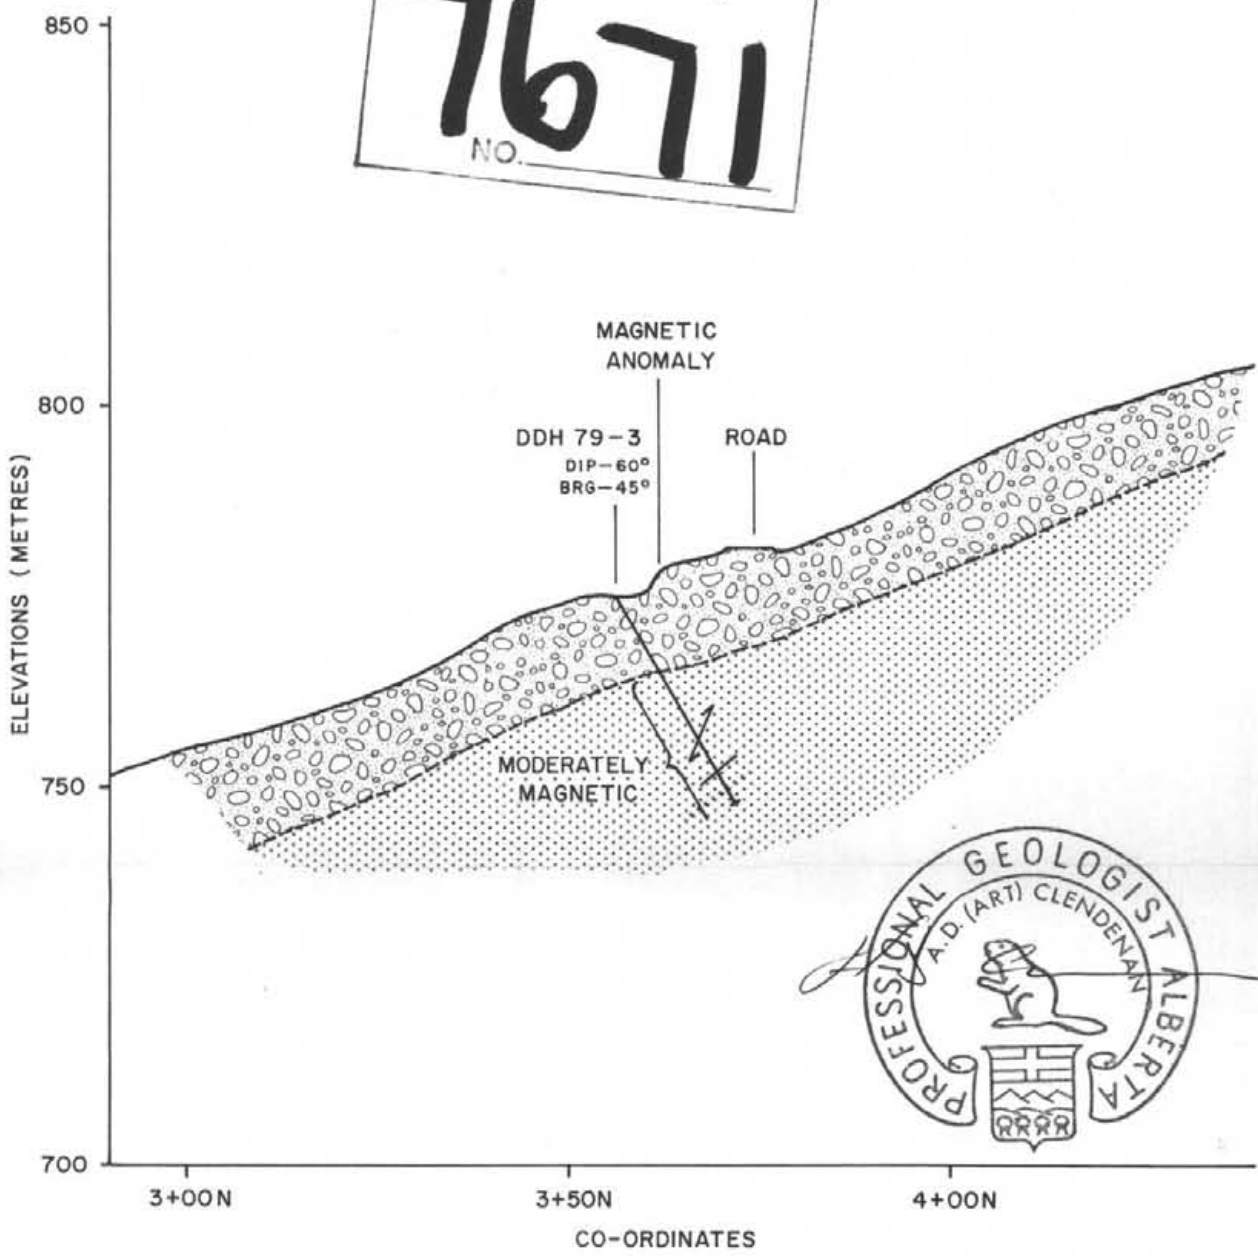 7671
NO.
850
MAGNETIC
ANOMALY
800
DDH 79-3
ROAD
DIP-60°
BRG-45°
ELEVATIONS (METRES)
750
MODERATELY
MAGNETIC
PROFESSIONAL GEOLOGIST ALBERTA
A.D. (ART) CLENDENAN
700
3+00N
3+50N
4+00N
CO-ORDINATES